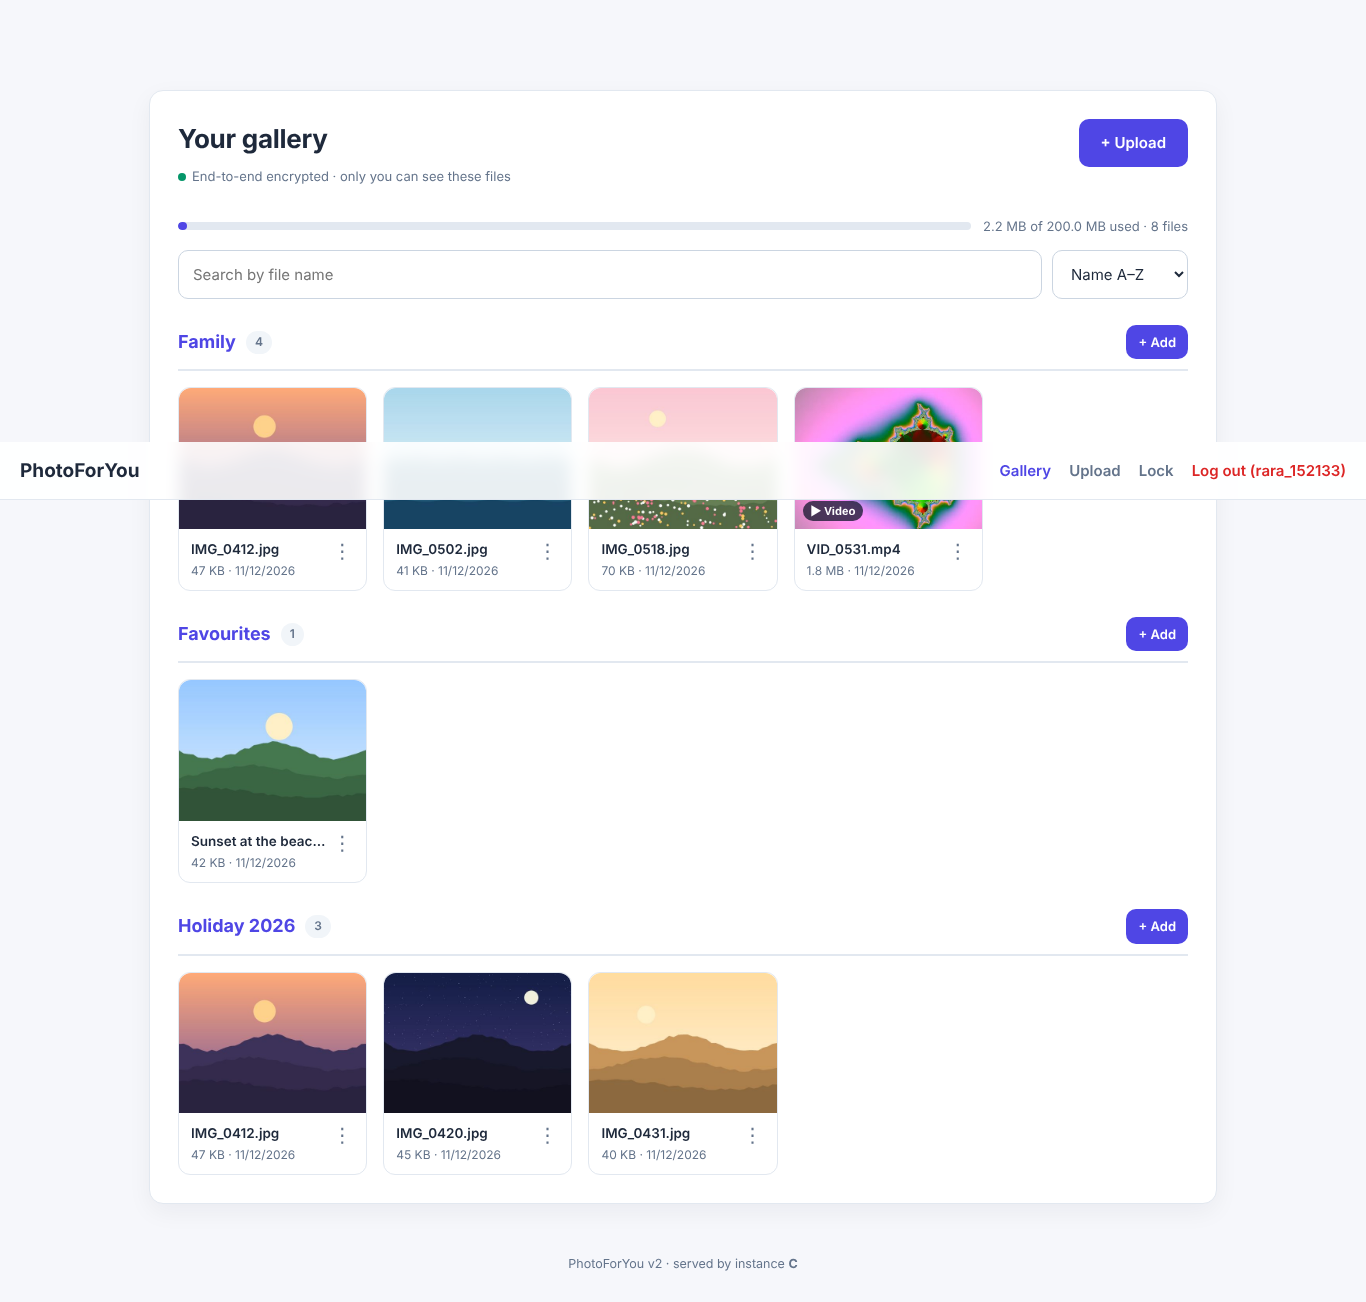 Your gallery
+ Upload
End-to-end encrypted · only you can see these files
2.2 MB of 200.0 MB used · 8 files
Search by file name
Name A–Z
Family 4
+ Add
PhotoForYou
Gallery Upload Lock Log out (rara_152133)
▶ Video
IMG_0412.jpg
47 KB · 11/12/2026
IMG_0502.jpg
41 KB · 11/12/2026
IMG_0518.jpg
70 KB · 11/12/2026
VID_0531.mp4
1.8 MB · 11/12/2026
Favourites 1
+ Add
Sunset at the beac...
42 KB · 11/12/2026
Holiday 2026 3
+ Add
IMG_0412.jpg
47 KB · 11/12/2026
IMG_0420.jpg
45 KB · 11/12/2026
IMG_0431.jpg
40 KB · 11/12/2026
PhotoForYou v2 · served by instance C